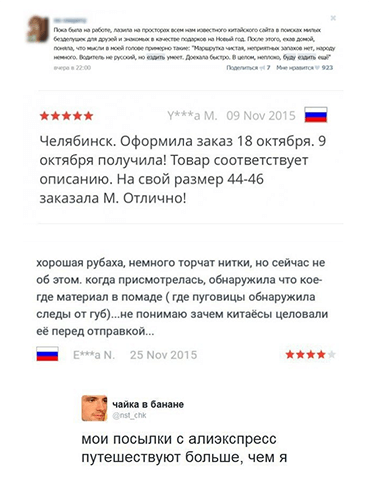 Пока была на работе, лазила на просторах всем нам известного китайского сайта в поисках милых
безделушек для друзей и знакомых в качестве подарков на Новый год. После этого, ехав домой,
поняла, что мысли в моей голове примерно такие: "Маршрутка чистая, неприятных запахов нет, народу
немного. Водитель не русский, но ездить умеет. Доехала быстро. В целом, неплохо, буду ездить ещё"
вчера в 22:00 Поделиться 7 Мне нравится 923
Y***a M. 09 Nov 2015
Челябинск. Оформила заказ 18 октября. 9
октября получила! Товар соответствует
описанию. На свой размер 44-46
заказала М. Отлично!
хорошая рубаха, немного торчат нитки, но сейчас не
об этом. когда присмотрелась, обнаружила что кое-
где материал в помаде ( где пуговицы обнаружила
следы от губ)...не понимаю зачем китаёсы целовали
её перед отправкой...
E***a N. 25 Nov 2015
чайка в банане
@nst_chk
мои посылки с алиэкспресс
путешествуют больше, чем я